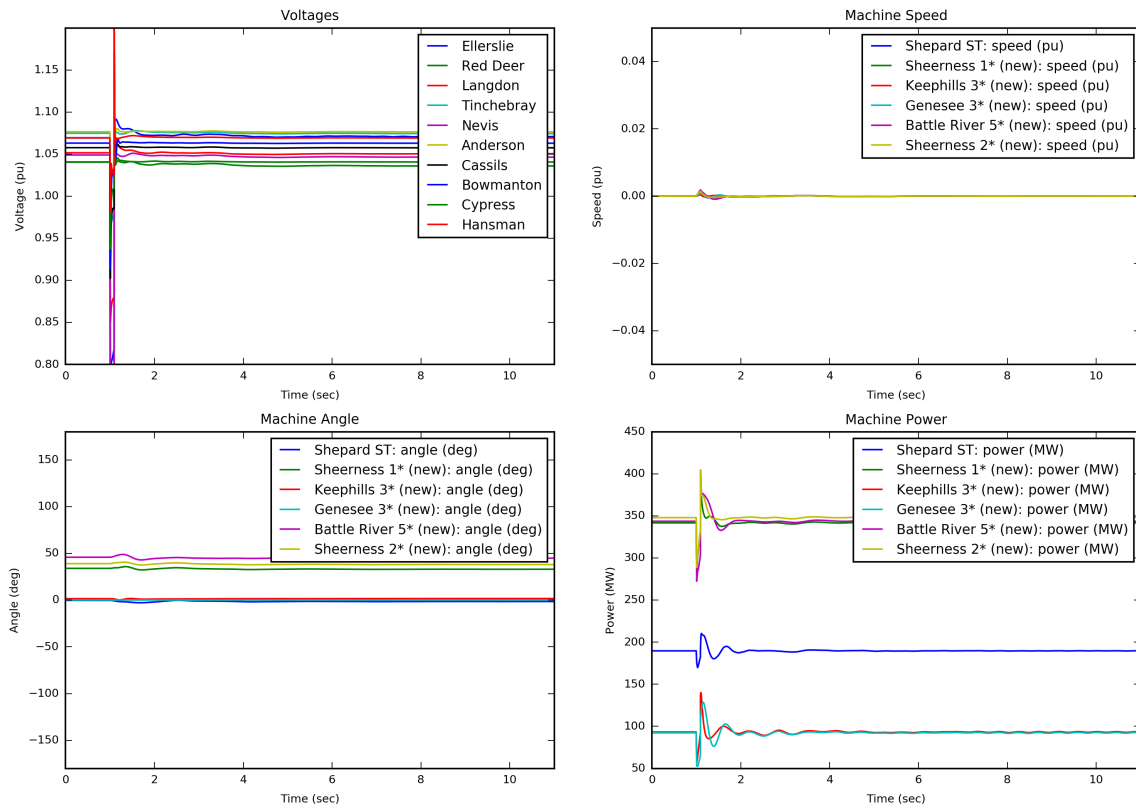 Voltages
Voltage (pu)
1.15
1.10
1.05
1.00
0.95
0.90
0.85
0.80
0 2 4 6 8 10
Time (sec)
Ellerslie
Red Deer
Langdon
Tinchebray
Nevis
Anderson
Cassils
Bowmanton
Cypress
Hansman
Machine Speed
Speed (pu)
0.04
0.02
0.00
−0.02
−0.04
0 2 4 6 8 10
Time (sec)
Shepard ST: speed (pu)
Sheerness 1* (new): speed (pu)
Keephills 3* (new): speed (pu)
Genesee 3* (new): speed (pu)
Battle River 5* (new): speed (pu)
Sheerness 2* (new): speed (pu)
Machine Angle
Angle (deg)
150
100
50
0
−50
−100
−150
0 2 4 6 8 10
Time (sec)
Shepard ST: angle (deg)
Sheerness 1* (new): angle (deg)
Keephills 3* (new): angle (deg)
Genesee 3* (new): angle (deg)
Battle River 5* (new): angle (deg)
Sheerness 2* (new): angle (deg)
Machine Power
Power (MW)
450
400
350
300
250
200
150
100
50
0 2 4 6 8 10
Time (sec)
Shepard ST: power (MW)
Sheerness 1* (new): power (MW)
Keephills 3* (new): power (MW)
Genesee 3* (new): power (MW)
Battle River 5* (new): power (MW)
Sheerness 2* (new): power (MW)